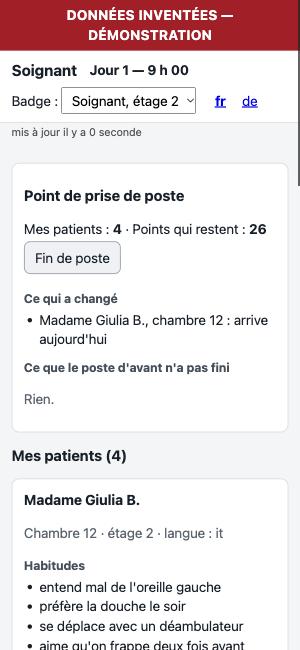 DONNÉES INVENTÉES —
DÉMONSTRATION
Soignant Jour 1 — 9 h 00
Badge : Soignant, étage 2 fr de
mis à jour il y a 0 seconde
Point de prise de poste
Mes patients : 4 · Points qui restent : 26
Fin de poste
Ce qui a changé
• Madame Giulia B., chambre 12 : arrive
aujourd'hui
Ce que le poste d'avant n'a pas fini
Rien.
Mes patients (4)
Madame Giulia B.
Chambre 12 · étage 2 · langue : it
Habitudes
• entend mal de l'oreille gauche
• préfère la douche le soir
• se déplace avec un déambulateur
• aime qu'on frappe deux fois avant